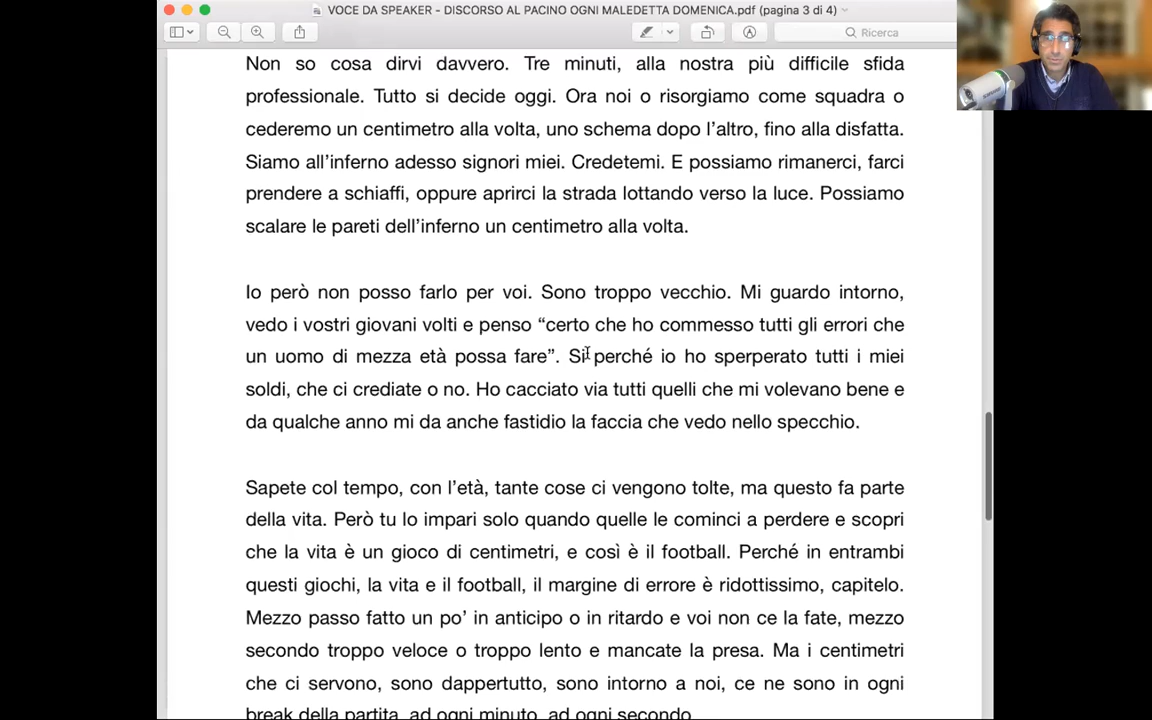 VOCE DA SPEAKER - DISCORSO AL PACINO OGNI MALEDETTA DOMENICA.pdf (pagina 3 di 4)
Ricerca
Non so cosa dirvi davvero. Tre minuti, alla nostra più difficile sfida
professionale. Tutto si decide oggi. Ora noi o risorgiamo come squadra o
cederemo un centimetro alla volta, uno schema dopo l'altro, fino alla disfatta.
Siamo all'inferno adesso signori miei. Credetemi. E possiamo rimanerci, farci
prendere a schiaffi, oppure aprirci la strada lottando verso la luce. Possiamo
scalare le pareti dell'inferno un centimetro alla volta.
Io però non posso farlo per voi. Sono troppo vecchio. Mi guardo intorno,
vedo i vostri giovani volti e penso “certo che ho commesso tutti gli errori che
un uomo di mezza età possa fare”. Si perché io ho sperperato tutti i miei
soldi, che ci crediate o no. Ho cacciato via tutti quelli che mi volevano bene e
da qualche anno mi da anche fastidio la faccia che vedo nello specchio.
Sapete col tempo, con l'età, tante cose ci vengono tolte, ma questo fa parte
della vita. Però tu lo impari solo quando quelle le cominci a perdere e scopri
che la vita è un gioco di centimetri, e così è il football. Perché in entrambi
questi giochi, la vita e il football, il margine di errore è ridottissimo, capitelo.
Mezzo passo fatto un po' in anticipo o in ritardo e voi non ce la fate, mezzo
secondo troppo veloce o troppo lento e mancate la presa. Ma i centimetri
che ci servono, sono dappertutto, sono intorno a noi, ce ne sono in ogni
break della partita, ad ogni minuto, ad ogni secondo.